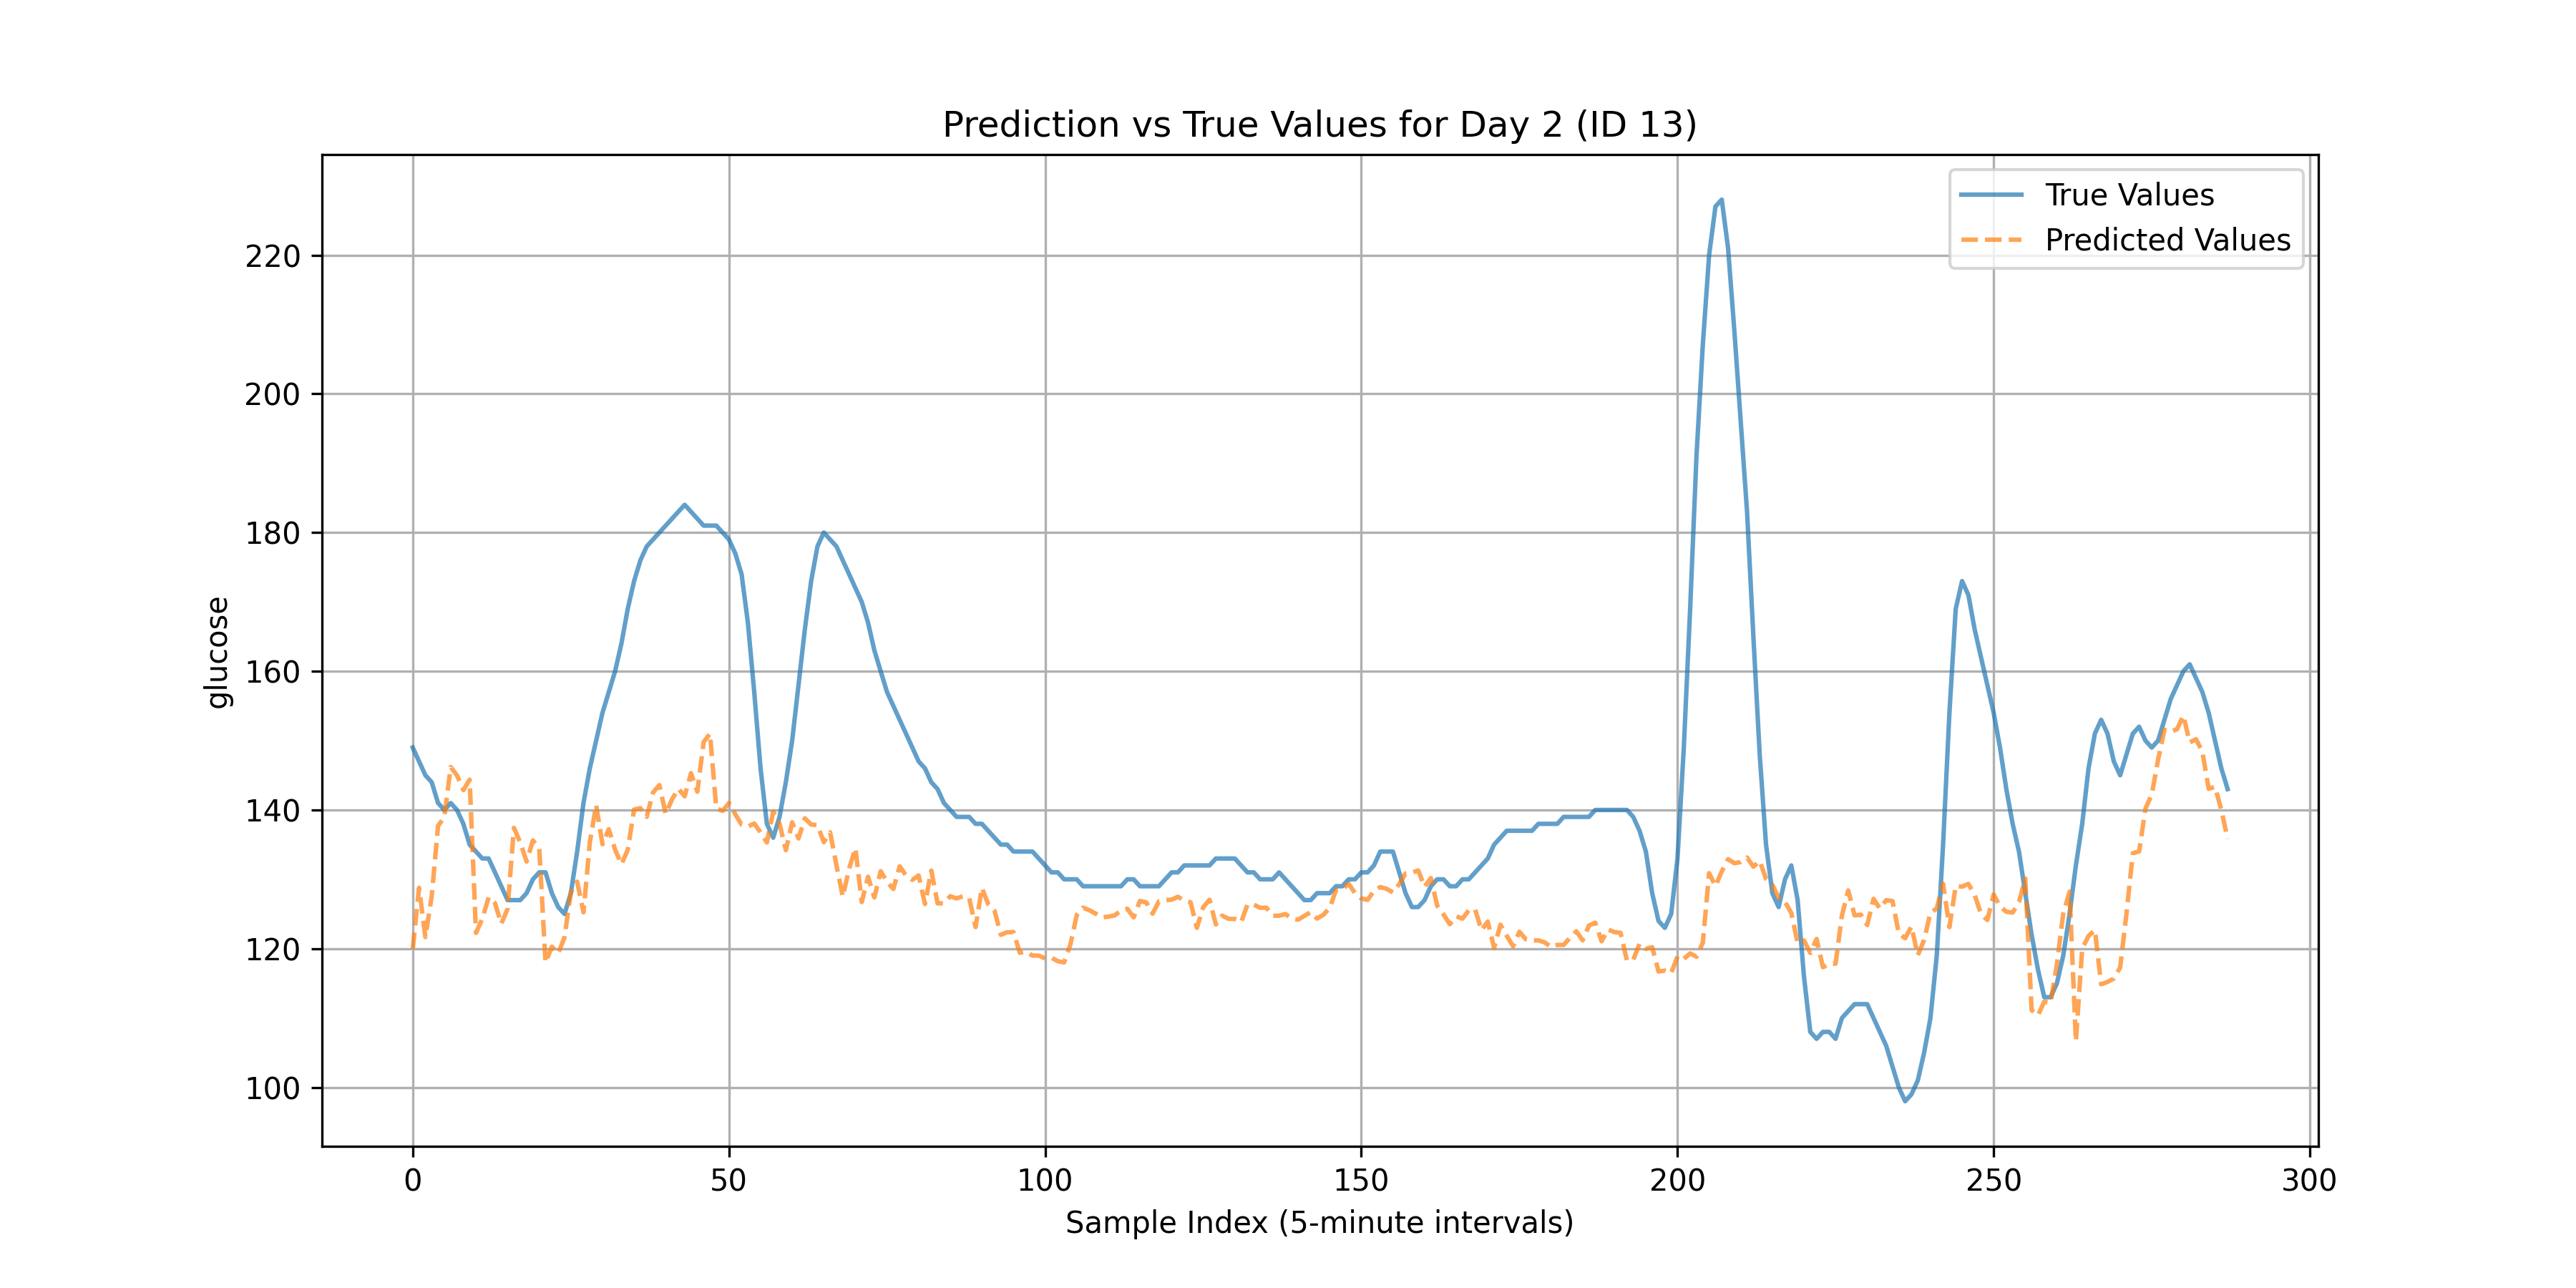 Prediction vs True Values for Day 2 (ID 13)
True Values
Predicted Values
glucose
220
200
180
160
140
120
100
0 50 100 150 200 250 300
Sample Index (5-minute intervals)